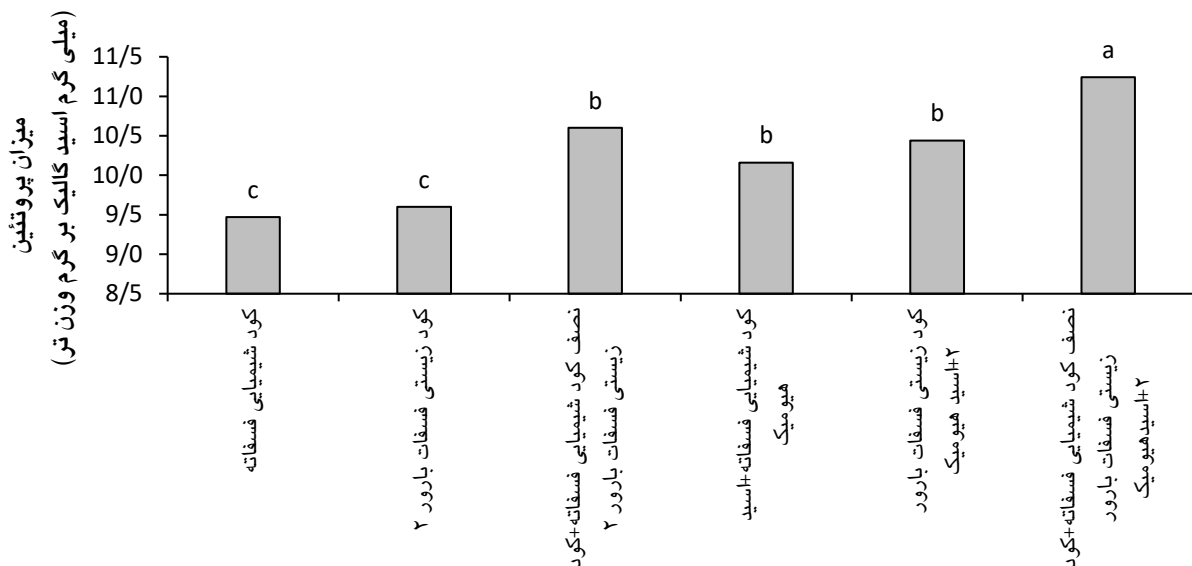 میزان پروتئین
(میلی گرم اسید گالیک بر گرم وزن تر)
11/5
11/0
10/5
10/0
9/5
9/0
8/5
c
c
b
b
b
a
کود شیمیایی فسفاته
کود زیستی فسفات بارور ۲
نصف کود شیمیایی فسفاته+کود
زیستی فسفات بارور ۲
کود شیمیایی فسفاته+اسید
هیومیک
کود زیستی فسفات بارور
۲+اسید هیومیک
نصف کود شیمیایی فسفاته+کود
زیستی فسفات بارور
۲+اسیدهیومیک